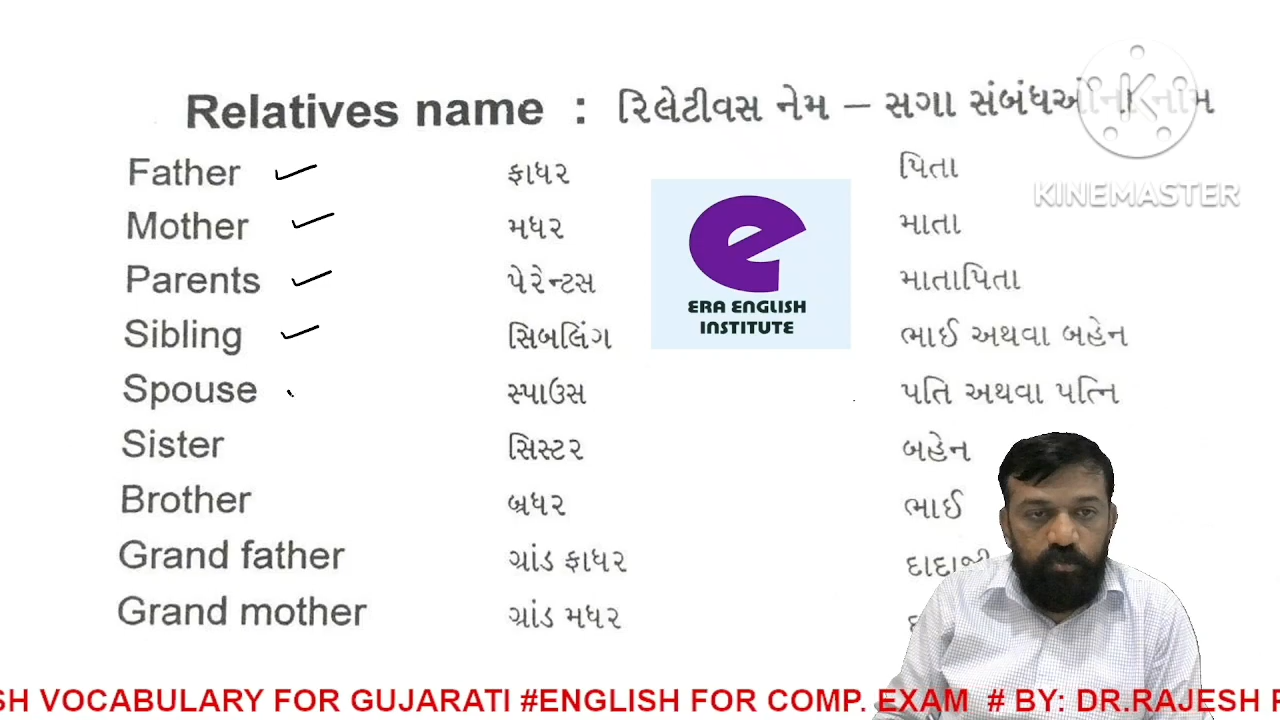 Relatives name : રિલેટીવસ નેમ – સગા સંબંધઓના નામ
KINEMASTER
Father ફાધર પિતા
Mother મધર માતા
Parents પેરેન્ટસ માતાપિતા
ERA ENGLISH
INSTITUTE
Sibling સિબલિંગ ભાઈ અથવા બહેન
Spouse સ્પાઉસ પતિ અથવા પત્નિ
Sister સિસ્ટર બહેન
Brother બ્રધર ભાઈ
Grand father ગ્રાંડ ફાધર દાદાજી
Grand mother ગ્રાંડ મધર
VOCABULARY FOR GUJARATI #ENGLISH FOR COMP. EXAM # BY: DR.RAJESH